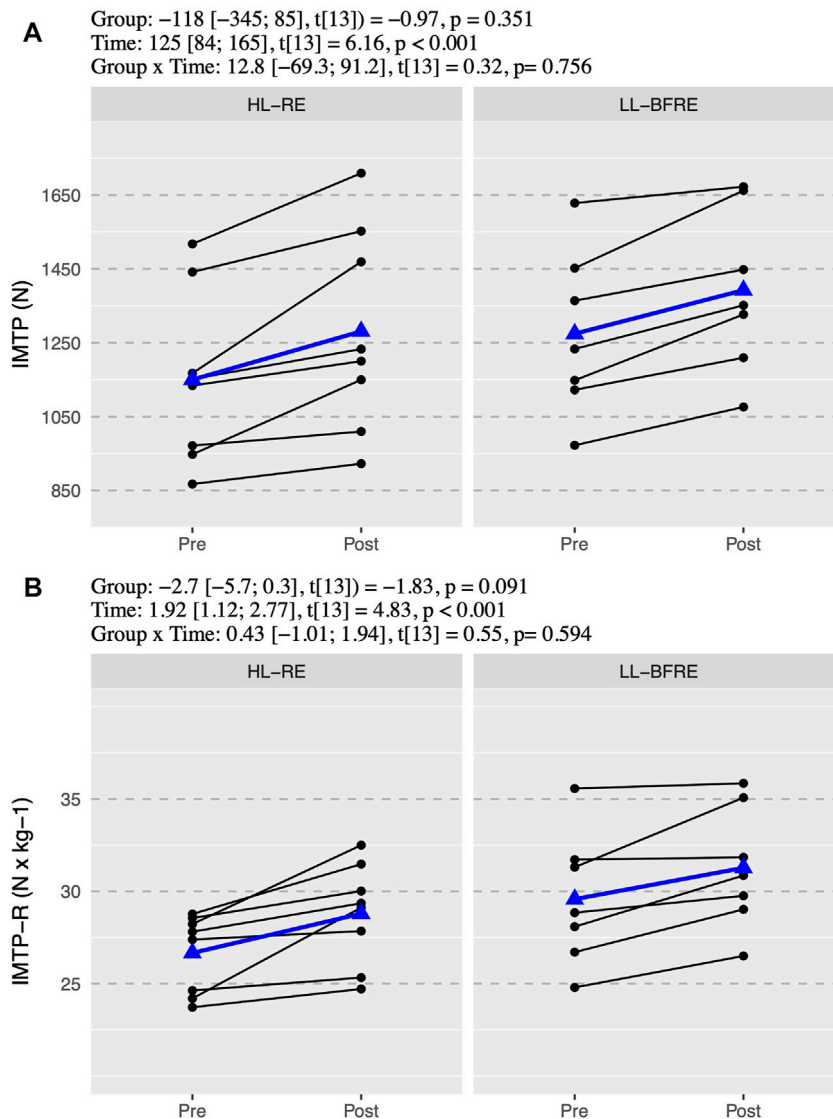 A
Group: −118 [−345; 85], t[13]) = −0.97, p = 0.351
Time: 125 [84; 165], t[13] = 6.16, p < 0.001
Group x Time: 12.8 [−69.3; 91.2], t[13] = 0.32, p= 0.756
HL−RE
LL−BFRE
IMTP (N)
1650
1450
1250
1050
850
Pre
Post
Pre
Post
B
Group: −2.7 [−5.7; 0.3], t[13]) = −1.83, p = 0.091
Time: 1.92 [1.12; 2.77], t[13] = 4.83, p < 0.001
Group x Time: 0.43 [−1.01; 1.94], t[13] = 0.55, p= 0.594
HL−RE
LL−BFRE
IMTP−R (N x kg−1)
35
30
25
Pre
Post
Pre
Post